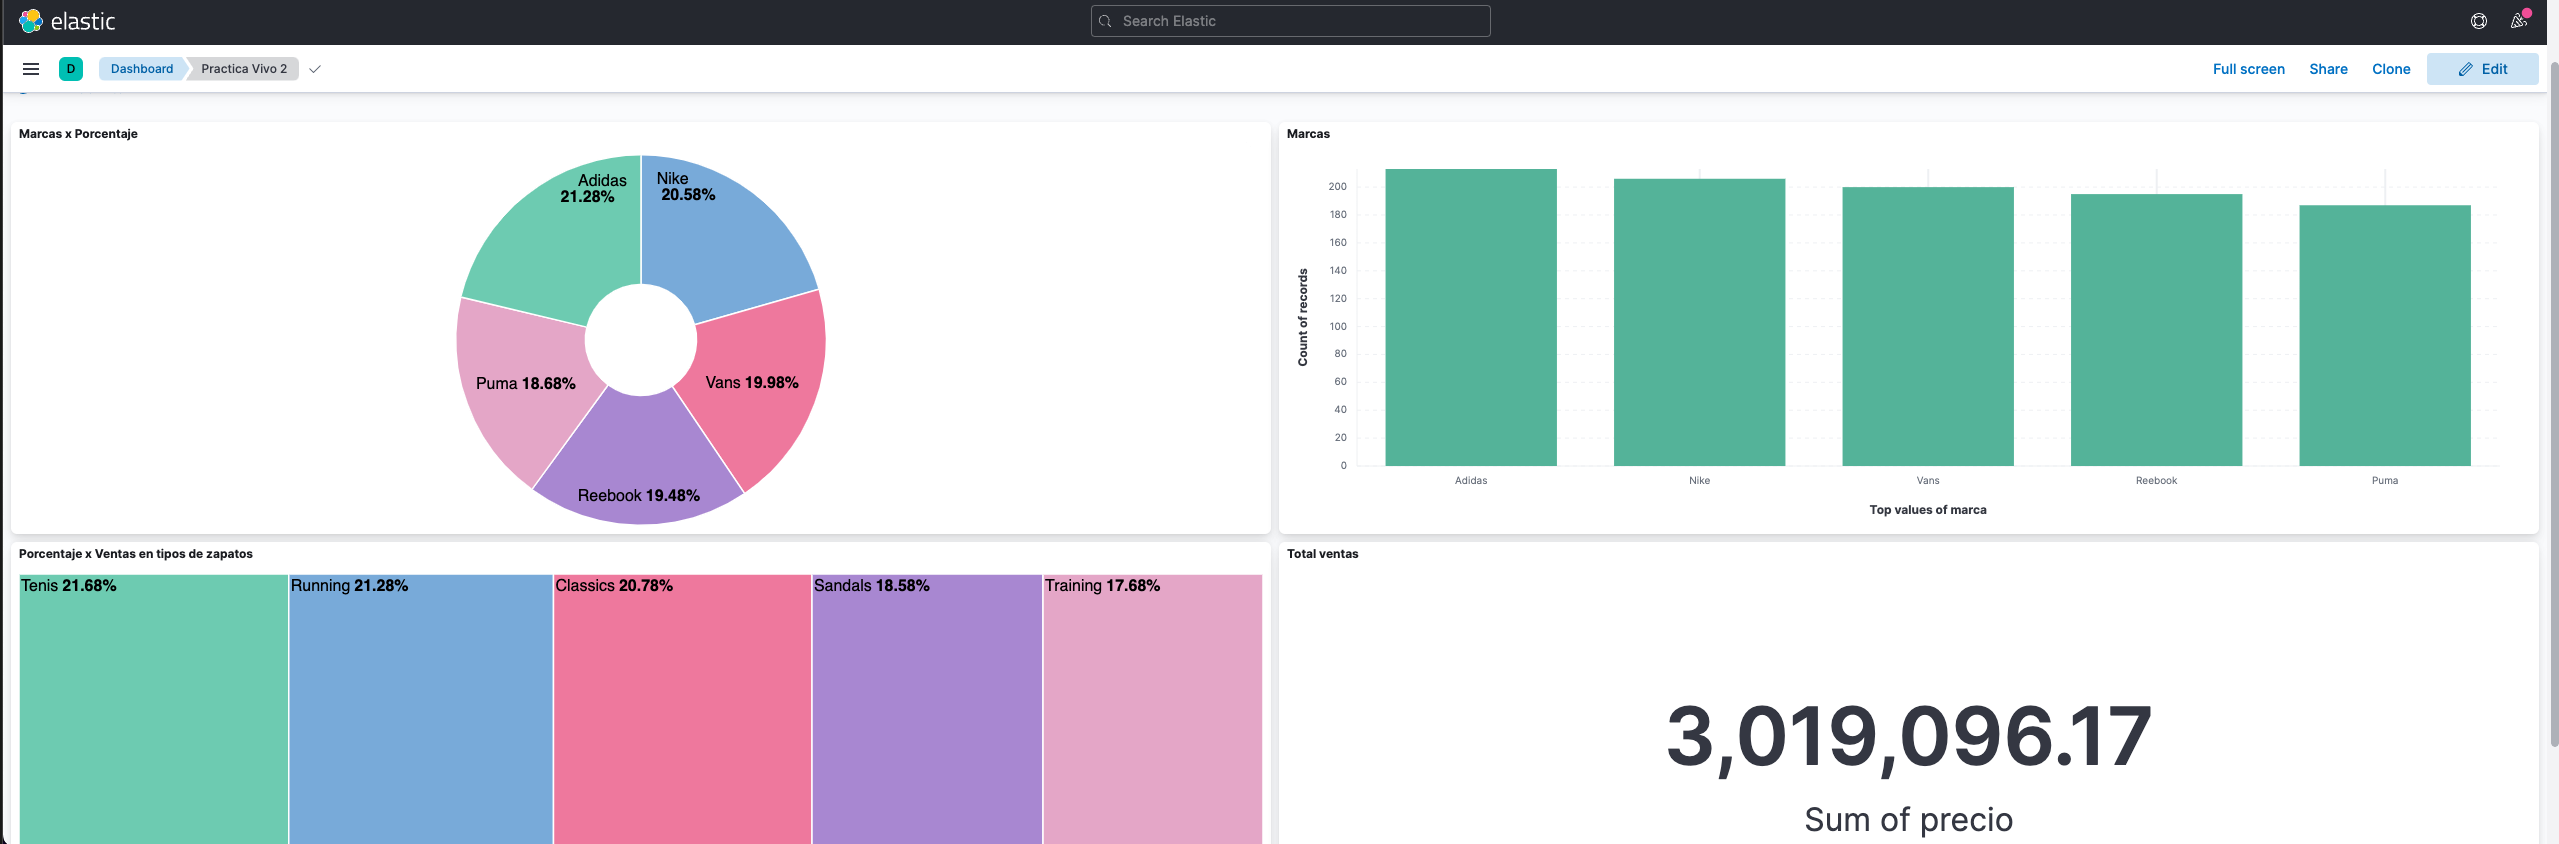 elastic
Search Elastic
D
Dashboard
Practica Vivo 2
Full screen
Share
Clone
Edit
Marcas x Porcentaje
Adidas
21.28%
Nike
20.58%
Puma 18.68%
Vans 19.98%
Reebook 19.48%
Marcas
200
180
160
140
120
100
80
60
40
20
0
Count of records
Adidas
Nike
Vans
Reebook
Puma
Top values of marca
Porcentaje x Ventas en tipos de zapatos
Tenis 21.68%
Running 21.28%
Classics 20.78%
Sandals 18.58%
Training 17.68%
Total ventas
3,019,096.17
Sum of precio